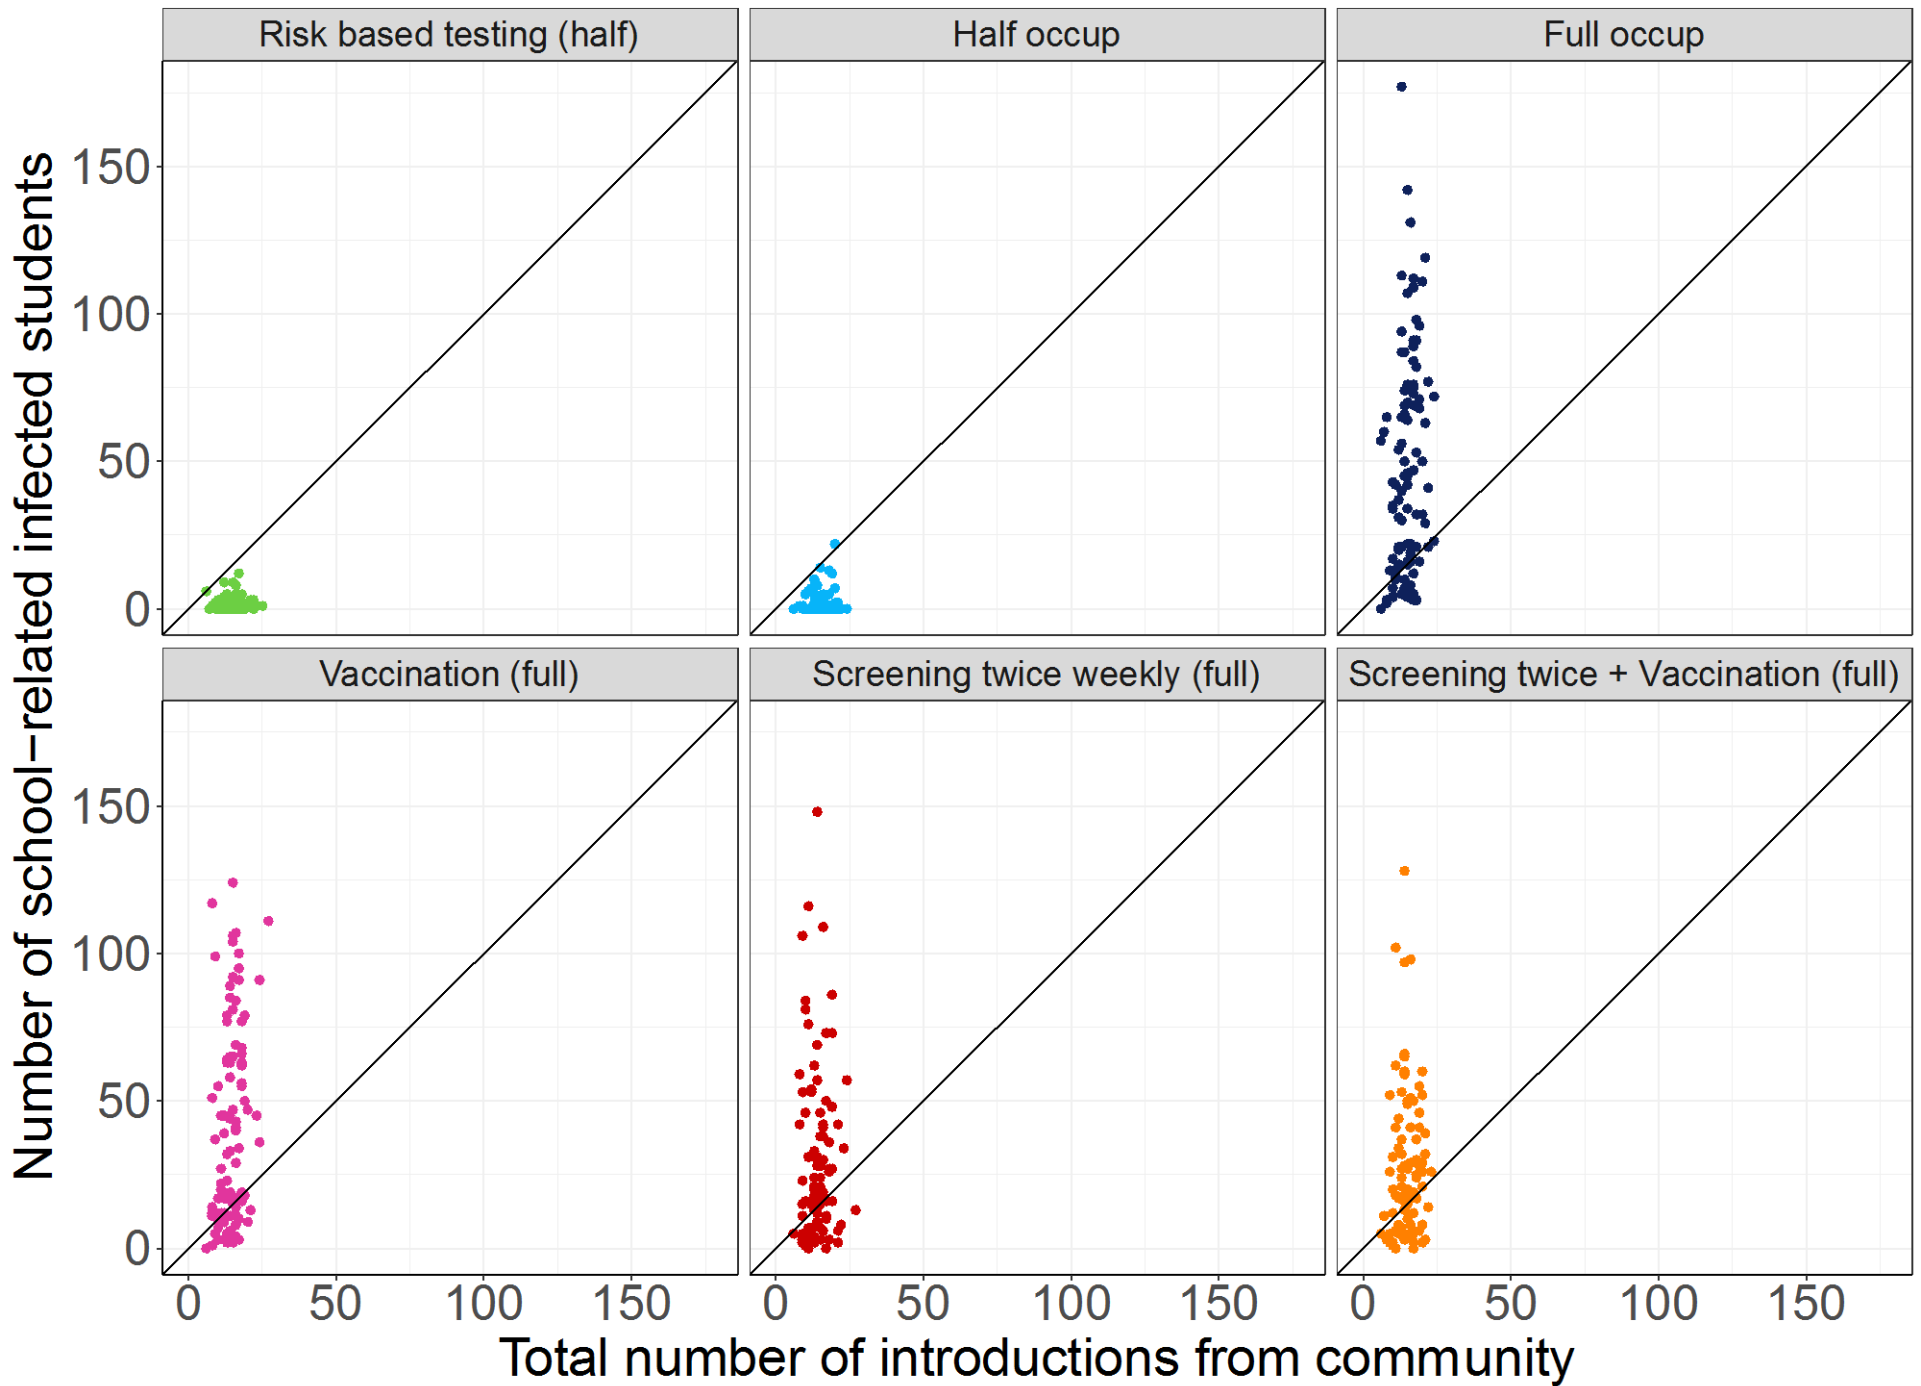 Risk based testing (half)
Half occup
Full occup
150
100
50
0
Vaccination (full)
Screening twice weekly (full)
Screening twice + Vaccination (full)
150
100
50
0
0 50 100 150
0 50 100 150
0 50 100 150
Total number of introductions from community
Number of school−related infected students